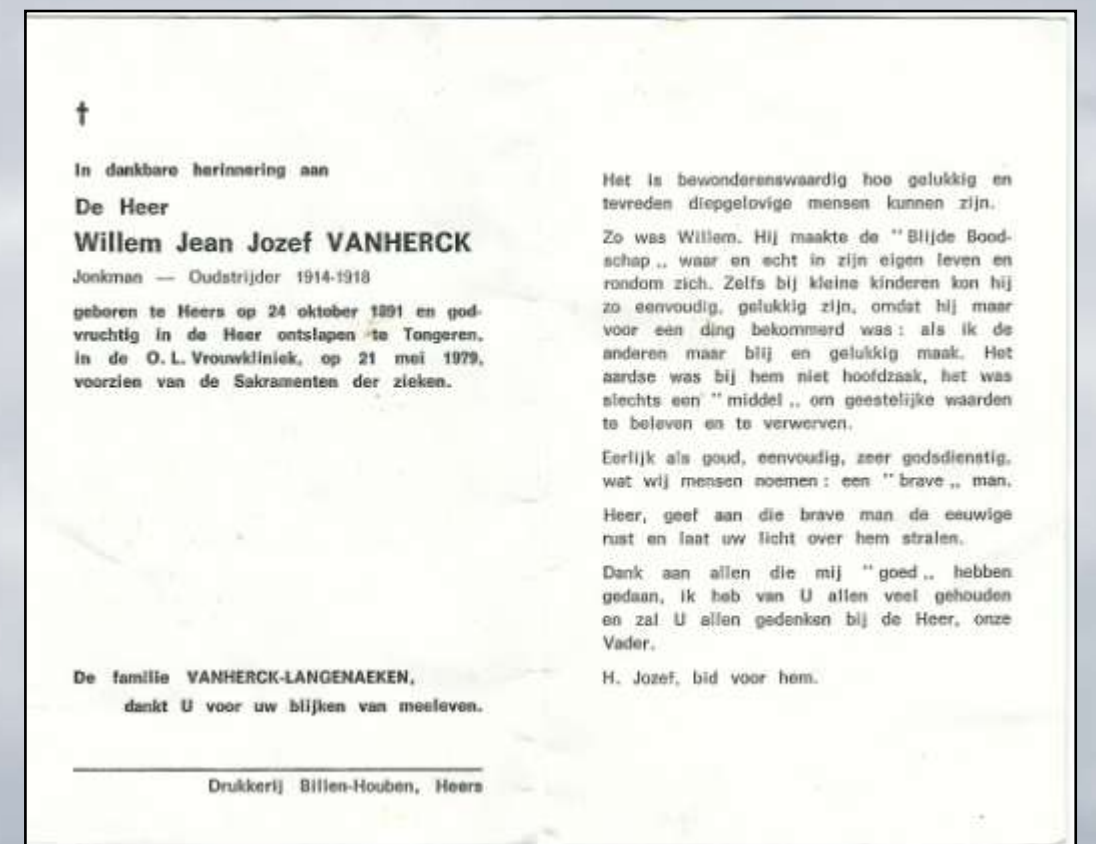 †
In dankbare herinnering aan
De Heer
Willem Jean Jozef VANHERCK
Jonkman — Oudstrijder 1914-1918
geboren te Heers op 24 oktober 1891 en god-
vruchtig in de Heer ontslapen te Tongeren,
in de O. L. Vrouwkliniek, op 21 mei 1979,
voorzien van de Sakramenten der zieken.
De familie VANHERCK-LANGENAEKEN,
dankt U voor uw blijken van meeleven.
Drukkerij Billen-Houben, Heers
Het is bewonderenswaardig hoe gelukkig en
tevreden diepgelovige mensen kunnen zijn.
Zo was Willem. Hij maakte de " Blijde Bood-
schap „ waar en echt in zijn eigen leven en
rondom zich. Zelfs bij kleine kinderen kon hij
zo eenvoudig, gelukkig zijn, omdat hij maar
voor een ding bekommerd was : als ik de
anderen maar blij en gelukkig maak. Het
aardse was bij hem niet hoofdzaak, het was
slechts een " middel „ om geestelijke waarden
te beleven en te verwerven.
Eerlijk als goud, eenvoudig, zeer godsdienstig,
wat wij mensen noemen : een " brave „ man.
Heer, geef aan die brave man de eeuwige
rust en laat uw licht over hem stralen.
Dank aan allen die mij " goed „ hebben
gedaan, ik heb van U allen veel gehouden
en zal U allen gedenken bij de Heer, onze
Vader.
H. Jozef, bid voor hem.